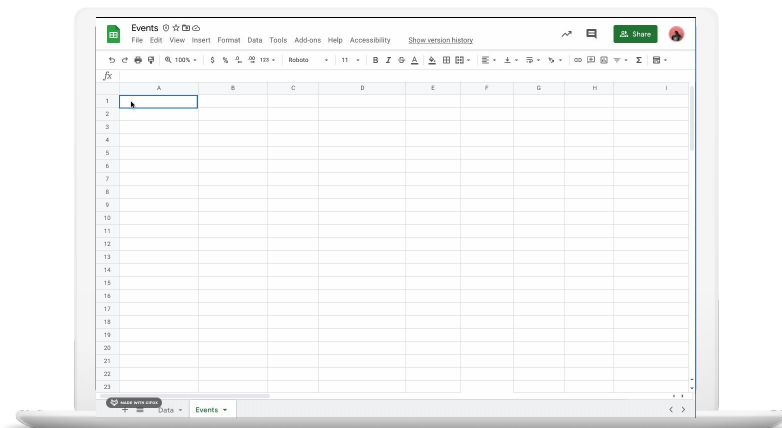 Events
File Edit View Insert Format Data Tools Add-ons Help Accessibility Show version history
Share
100% $ % .0 .00 123 Roboto 11 B I S A
fx
A B C D E F G H I
1
2
3
4
5
6
7
8
9
10
11
12
13
14
15
16
17
18
19
20
21
22
23
MADE WITH GIFOX
Data Events